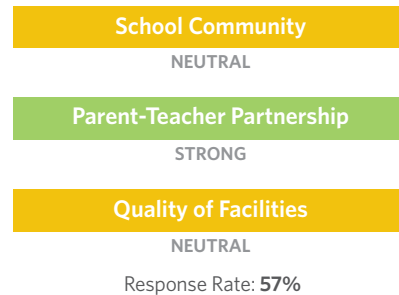 School Community
NEUTRAL
Parent-Teacher Partnership
STRONG
Quality of Facilities
NEUTRAL
Response Rate: 57%